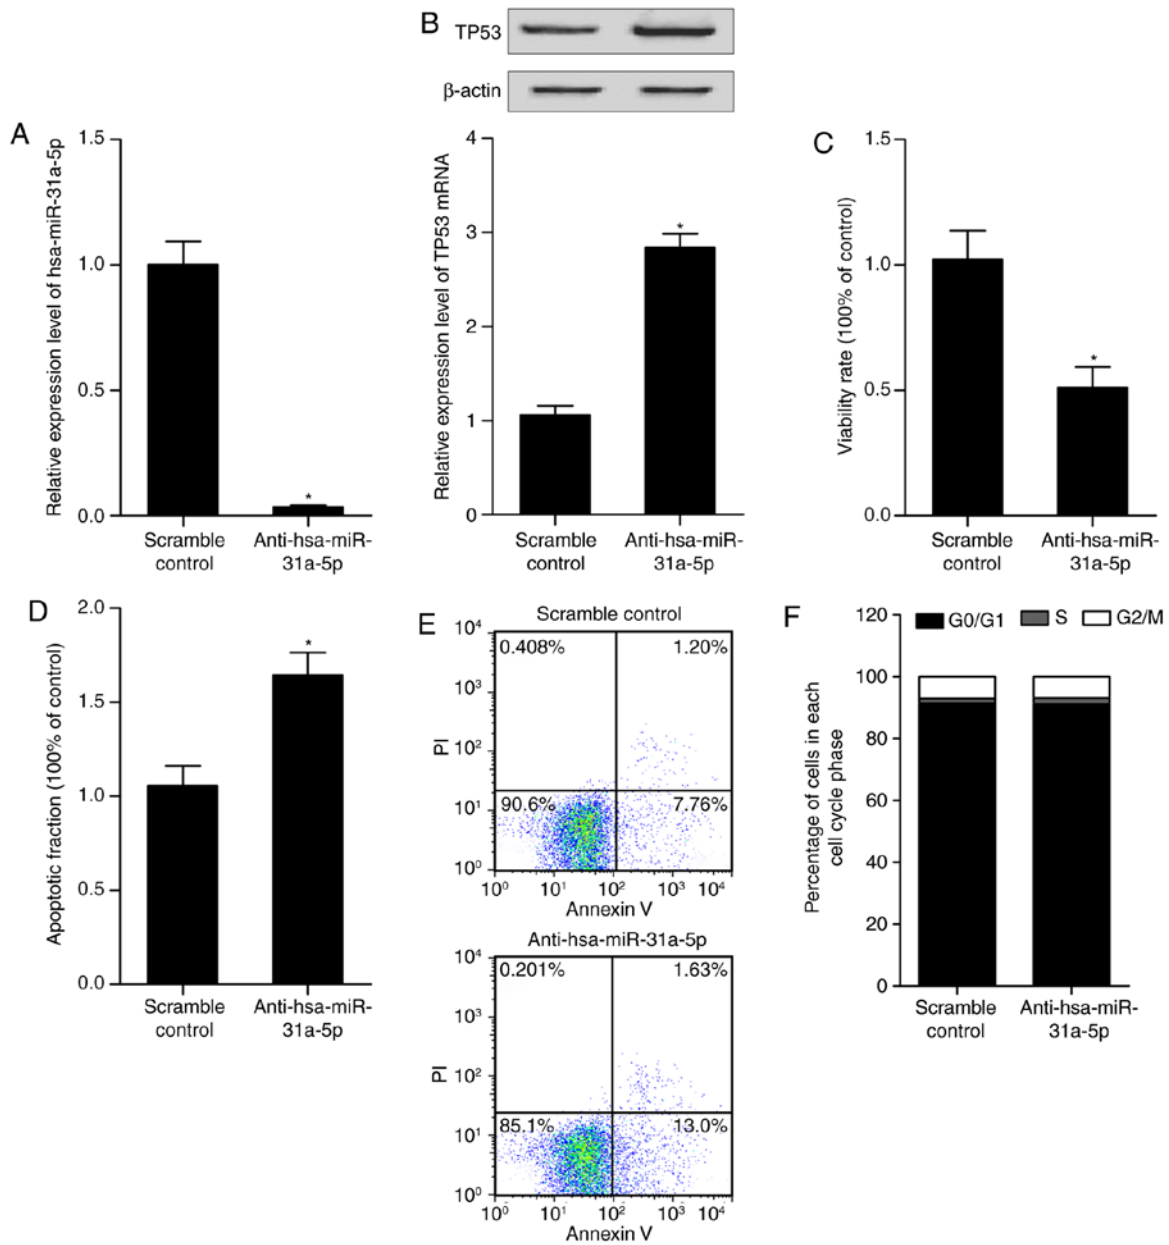 B
TP53
β-actin
A
Relative expression level of hsa-miR-31a-5p
1.5
1.0
0.5
0.0
Scramble
control
Anti-hsa-miR-
31a-5p
*
Relative expression level of TP53 mRNA
4
3
2
1
0
*
Scramble
control
Anti-hsa-miR-
31a-5p
C
Viability rate (100% of control)
1.5
1.0
0.5
0.0
*
Scramble
control
Anti-hsa-miR-
31a-5p
D
Apoptotic fraction (100% of control)
2.0
1.5
1.0
0.5
0.0
*
Scramble
control
Anti-hsa-miR-
31a-5p
E
Scramble control
PI
10⁴
10³
10²
10¹
10⁰
0.408%
1.20%
90.6%
7.76%
10⁰ 10¹ 10² 10³ 10⁴
Annexin V
Anti-hsa-miR-31a-5p
PI
10⁴
10³
10²
10¹
10⁰
0.201%
1.63%
85.1%
13.0%
10⁰ 10¹ 10² 10³ 10⁴
Annexin V
F
G0/G1 S G2/M
Percentage of cells in each
cell cycle phase
120
100
80
60
40
20
0
Scramble
control
Anti-hsa-miR-
31a-5p